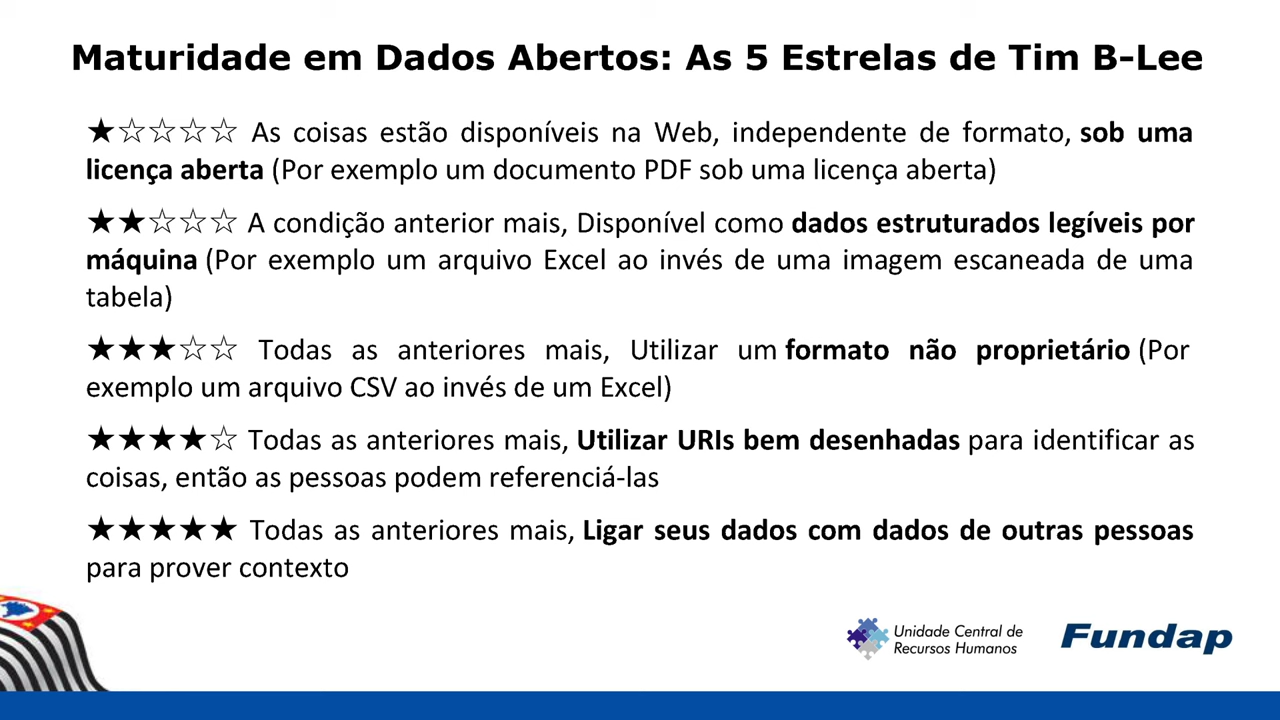 Maturidade em Dados Abertos: As 5 Estrelas de Tim B-Lee
★☆☆☆☆ As coisas estão disponíveis na Web, independente de formato, sob uma
licença aberta (Por exemplo um documento PDF sob uma licença aberta)
★★☆☆☆ A condição anterior mais, Disponível como dados estruturados legíveis por
máquina (Por exemplo um arquivo Excel ao invés de uma imagem escaneada de uma
tabela)
★★★☆☆ Todas as anteriores mais, Utilizar um formato não proprietário (Por
exemplo um arquivo CSV ao invés de um Excel)
★★★★☆ Todas as anteriores mais, Utilizar URIs bem desenhadas para identificar as
coisas, então as pessoas podem referenciá-las
★★★★★ Todas as anteriores mais, Ligar seus dados com dados de outras pessoas
para prover contexto
Unidade Central de
Recursos Humanos
Fundap